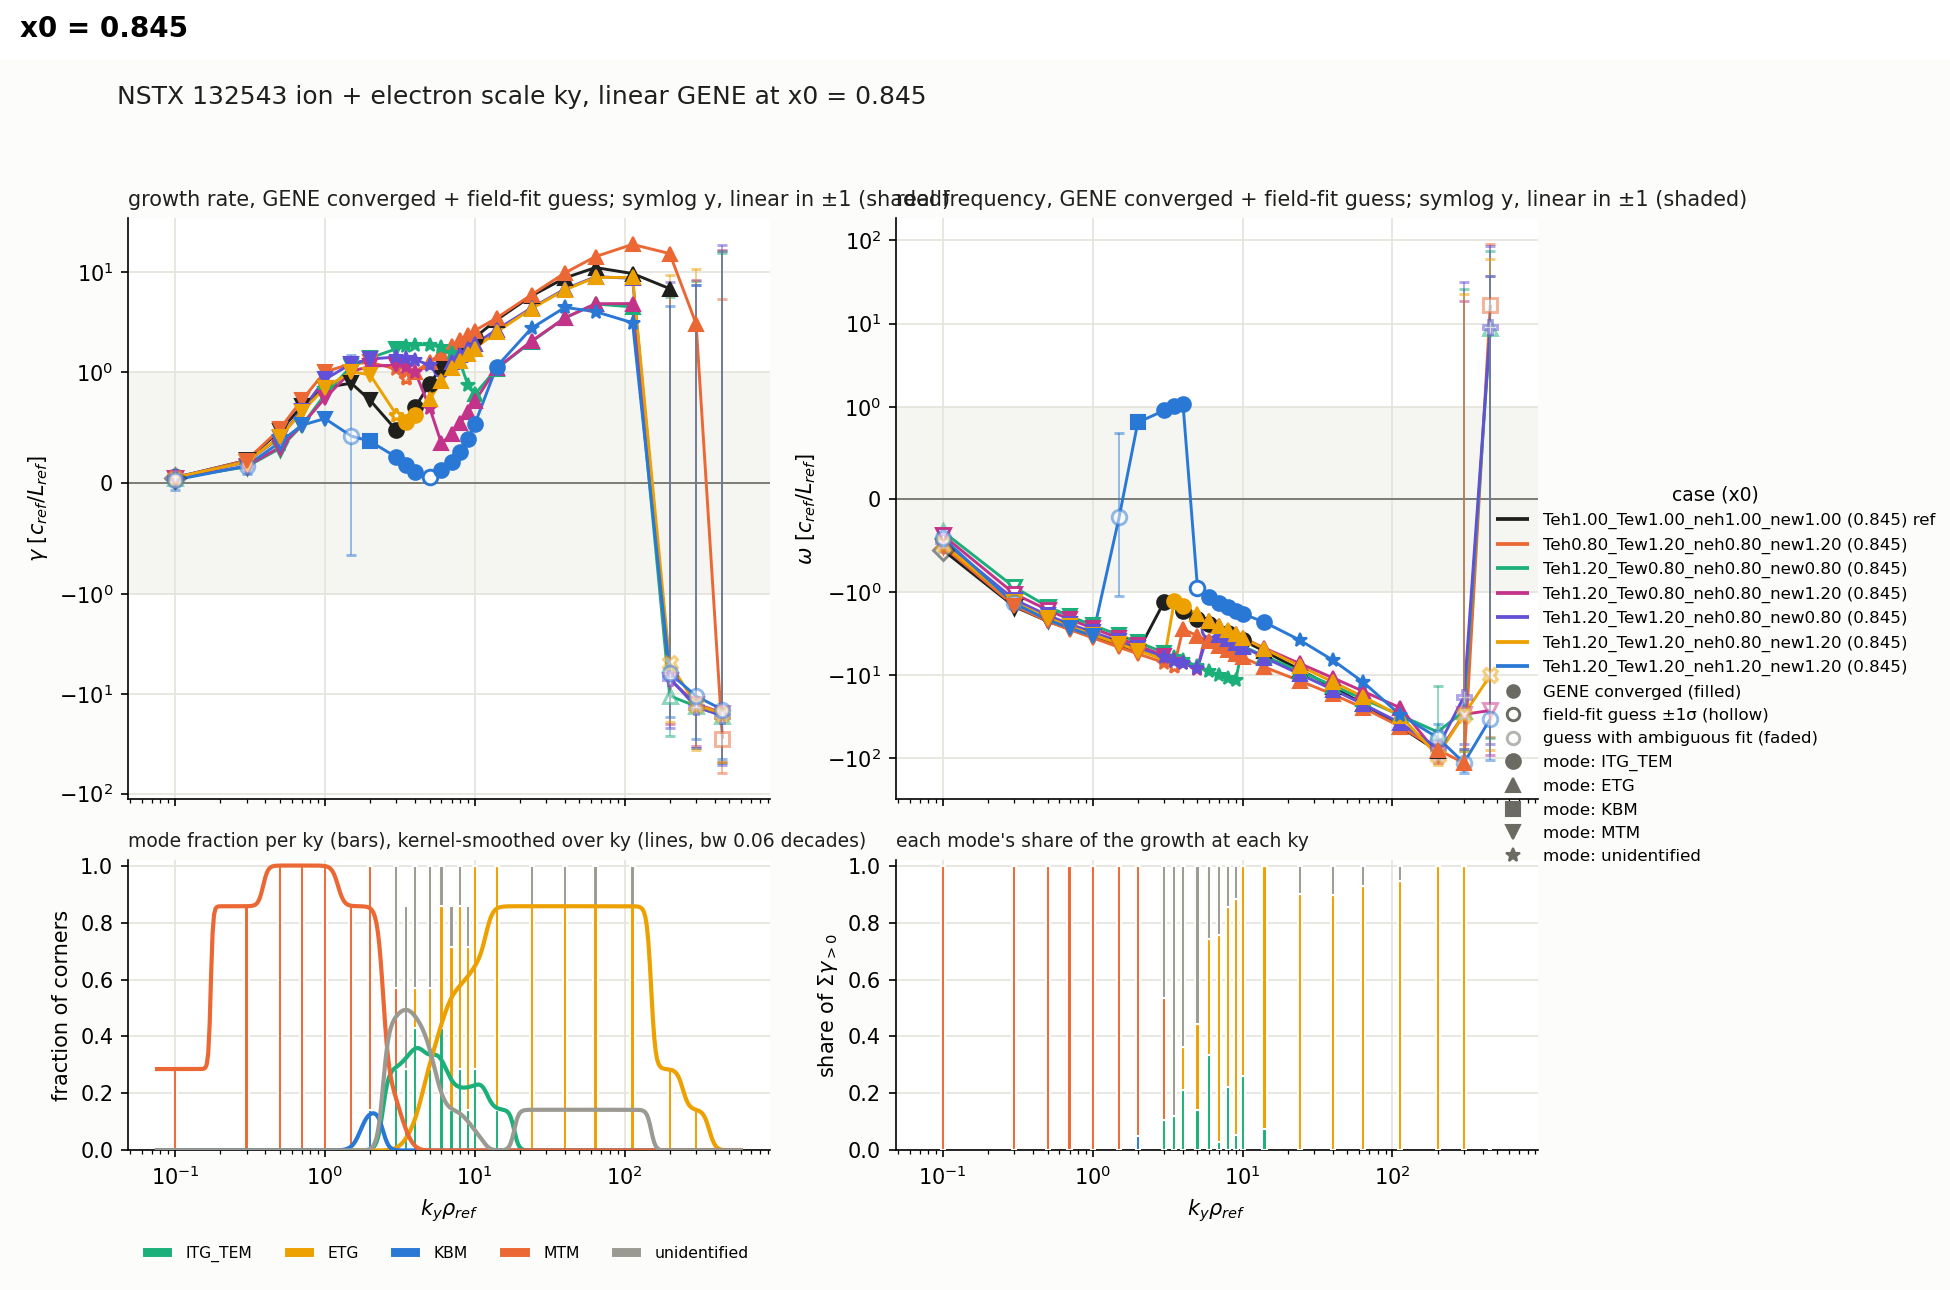 x0 = 0.845
NSTX 132543 ion + electron scale ky, linear GENE at x0 = 0.845
growth rate, GENE converged + field-fit guess; symlog y, linear in ±1 (shaded)
real frequency, GENE converged + field-fit guess; symlog y, linear in ±1 (shaded)
10¹
10⁰
0
−10⁰
−10¹
−10²
γ [c_ref/L_ref]
10²
10¹
10⁰
0
−10⁰
−10¹
−10²
ω [c_ref/L_ref]
case (x0)
Teh1.00_Tew1.00_neh1.00_new1.00 (0.845) ref
Teh0.80_Tew1.20_neh0.80_new1.20 (0.845)
Teh1.20_Tew0.80_neh0.80_new0.80 (0.845)
Teh1.20_Tew0.80_neh0.80_new1.20 (0.845)
Teh1.20_Tew1.20_neh0.80_new0.80 (0.845)
Teh1.20_Tew1.20_neh0.80_new1.20 (0.845)
Teh1.20_Tew1.20_neh1.20_new1.20 (0.845)
GENE converged (filled)
field-fit guess ±1σ (hollow)
guess with ambiguous fit (faded)
mode: ITG_TEM
mode: ETG
mode: KBM
mode: MTM
mode: unidentified
mode fraction per ky (bars), kernel-smoothed over ky (lines, bw 0.06 decades)
each mode's share of the growth at each ky
1.0
0.8
0.6
0.4
0.2
0.0
fraction of corners
10⁻¹ 10⁰ 10¹ 10²
k_yρ_ref
1.0
0.8
0.6
0.4
0.2
0.0
share of Σγ_>0
10⁻¹ 10⁰ 10¹ 10²
k_yρ_ref
ITG_TEM ETG KBM MTM unidentified